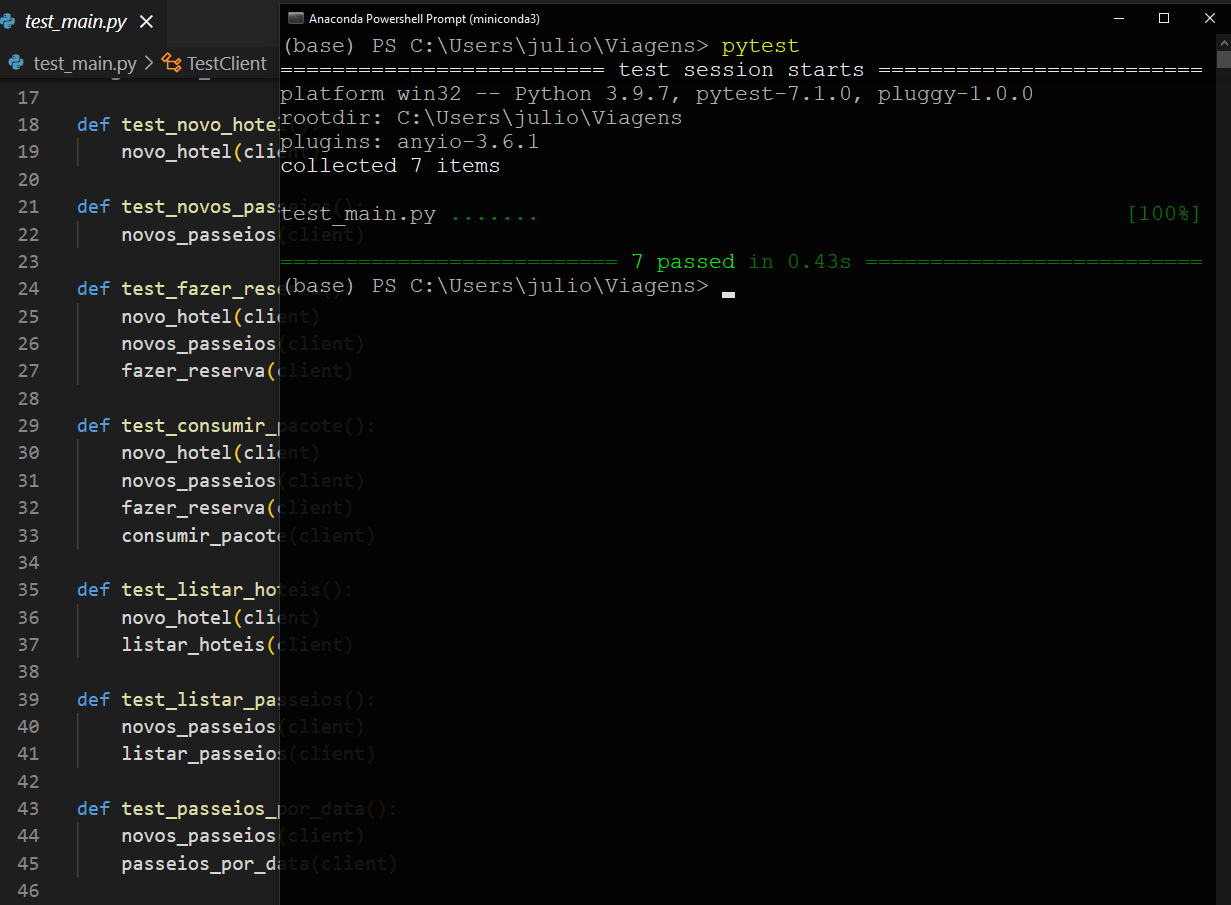 test_main.py ×
test_main.py > TestClient
17
18 def test_novo_hotel():
19 novo_hotel(client)
20
21 def test_novos_passeios():
22 novos_passeios(client)
23
24 def test_fazer_reserva():
25 novo_hotel(client)
26 novos_passeios(client)
27 fazer_reserva(client)
28
29 def test_consumir_pacote():
30 novo_hotel(client)
31 novos_passeios(client)
32 fazer_reserva(client)
33 consumir_pacote(client)
34
35 def test_listar_hoteis():
36 novo_hotel(client)
37 listar_hoteis(client)
38
39 def test_listar_passeios():
40 novos_passeios(client)
41 listar_passeios(client)
42
43 def test_passeios_por_data():
44 novos_passeios(client)
45 passeios_por_data(client)
46
Anaconda Powershell Prompt (miniconda3)
(base) PS C:\Users\julio\Viagens> pytest
========================= test session starts =========================
platform win32 -- Python 3.9.7, pytest-7.1.0, pluggy-1.0.0
rootdir: C:\Users\julio\Viagens
plugins: anyio-3.6.1
collected 7 items
test_main.py ....... [100%]
========================== 7 passed in 0.43s ==========================
(base) PS C:\Users\julio\Viagens>